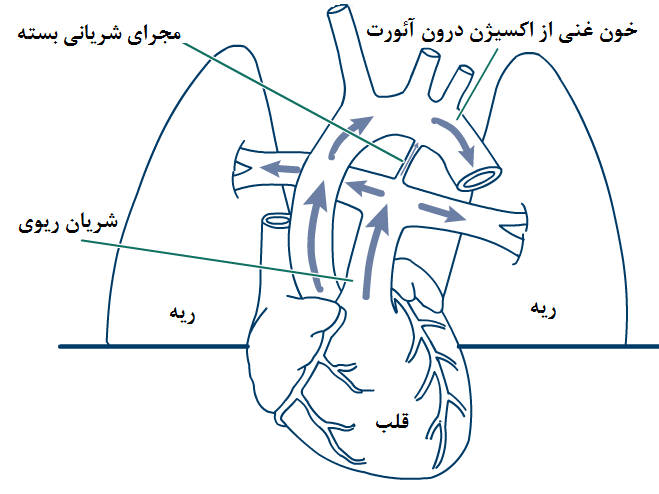 خون غنی از اکسیژن درون آئورت
مجرای شریانی بسته
شریان ریوی
ریه
ریه
قلب